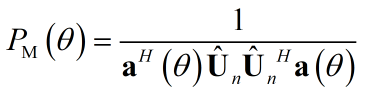 P_M(θ) = 1 / (a^H(θ) Û_n Û_n^H a(θ))